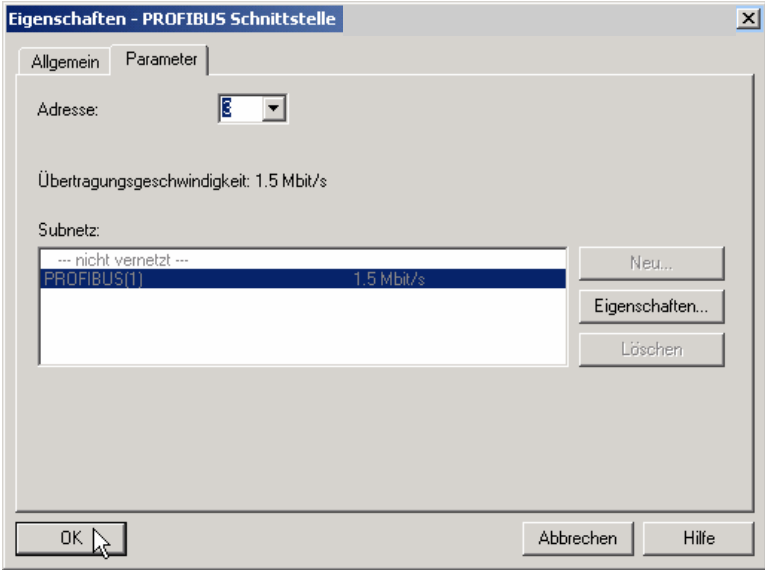 Eigenschaften - PROFIBUS Schnittstelle
Allgemein Parameter
Adresse: 3
Übertragungsgeschwindigkeit: 1.5 Mbit/s
Subnetz:
--- nicht vernetzt ---
Neu...
PROFIBUS(1) 1.5 Mbit/s
Eigenschaften...
Löschen
OK Abbrechen Hilfe